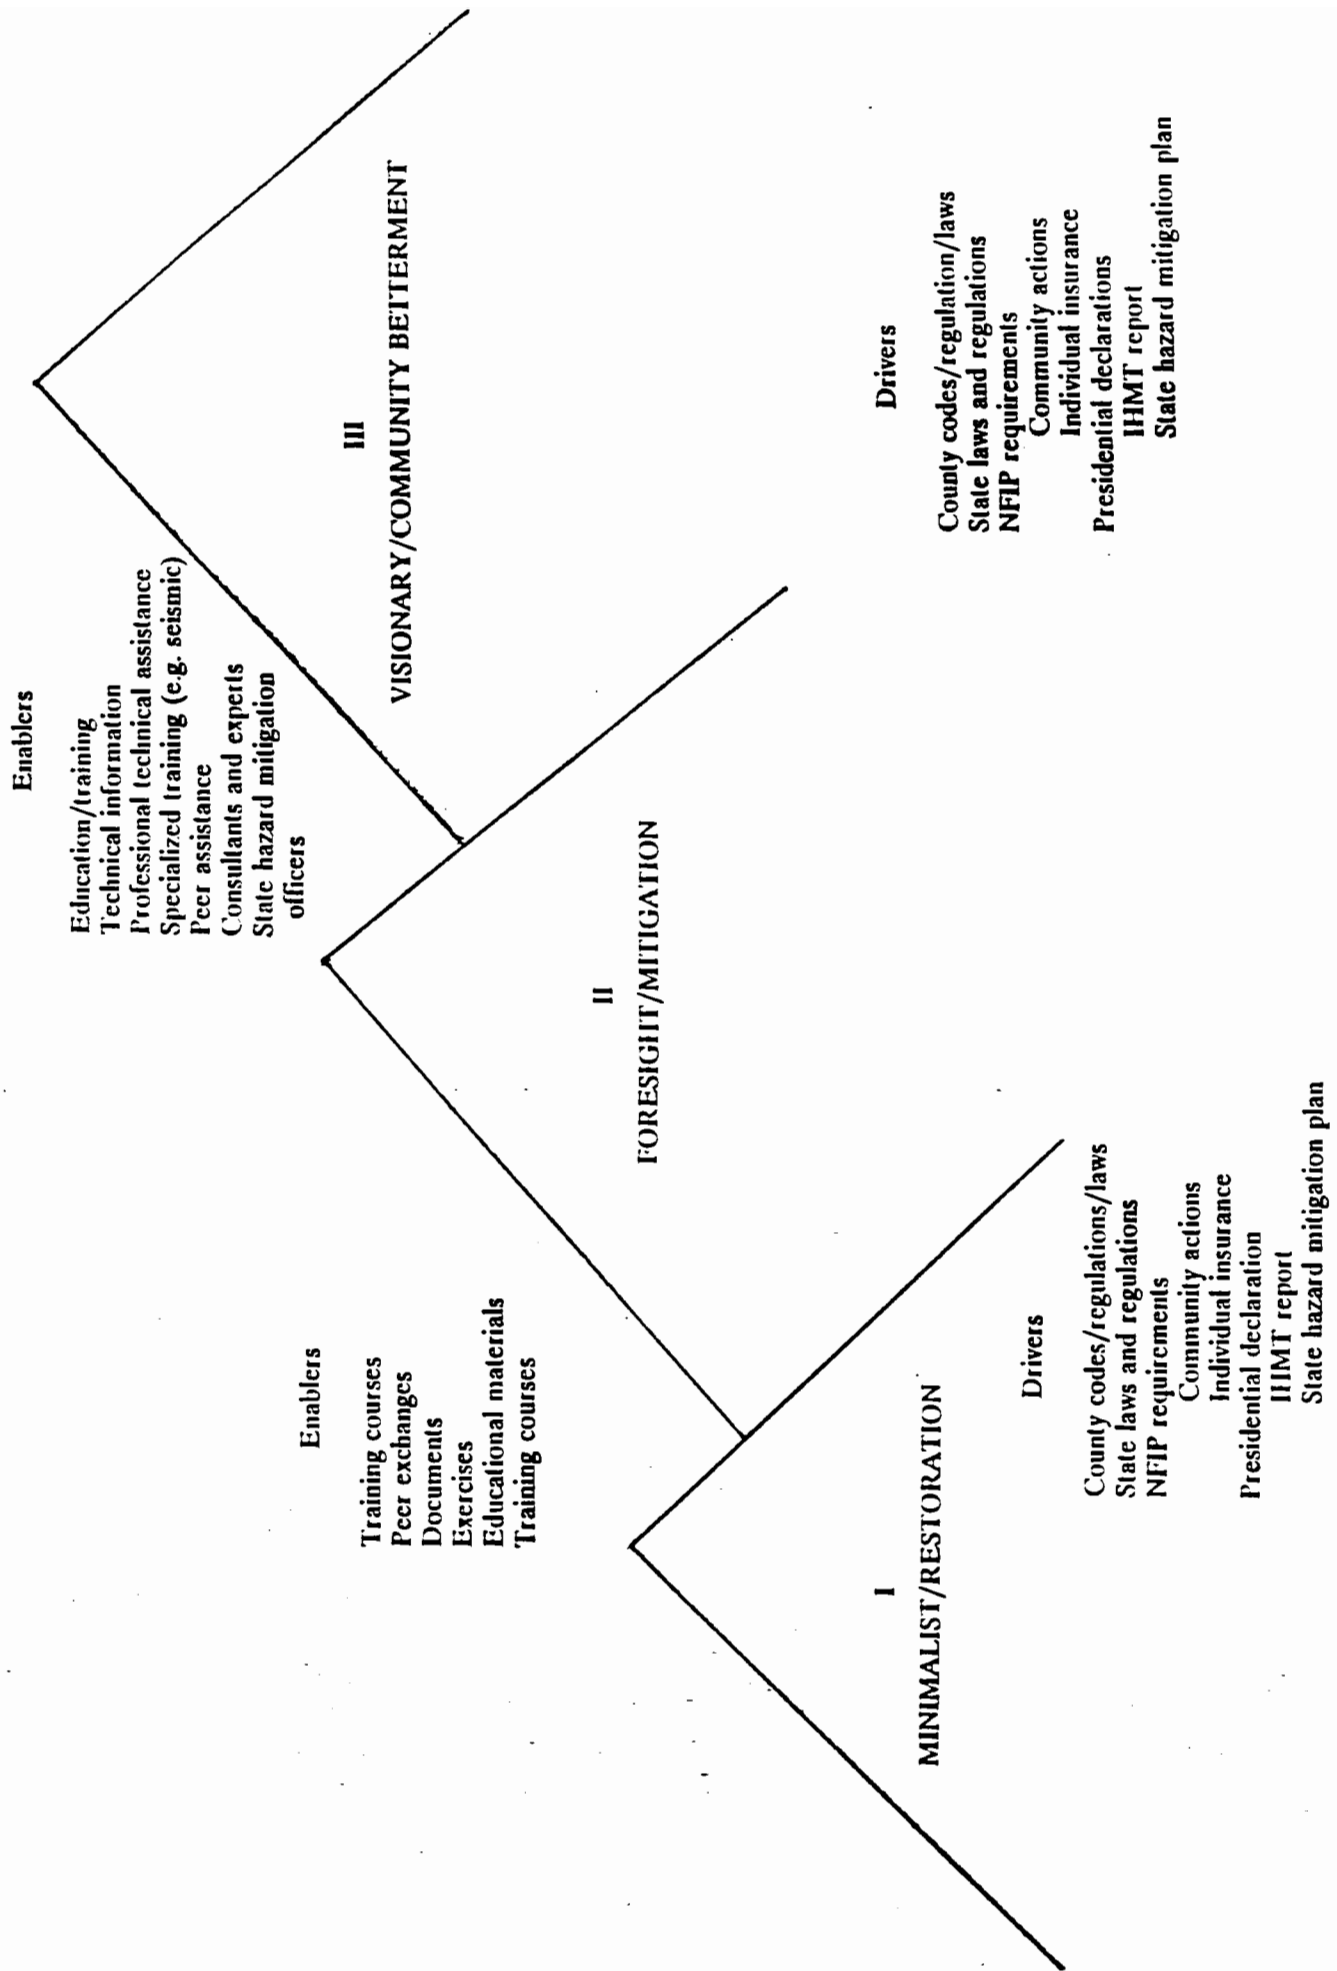 Enablers
Education/training
Technical information
Professional technical assistance
Specialized training (e.g. seismic)
Peer assistance
Consultants and experts
State hazard mitigation
officers
III
VISIONARY/COMMUNITY BETTERMENT
Enablers
Training courses
Peer exchanges
Documents
Exercises
Educational materials
Training courses
II
FORESIGHT/MITIGATION
Drivers
County codes/regulation/laws
State laws and regulations
NFIP requirements
Community actions
Individual insurance
Presidential declarations
IHMT report
State hazard mitigation plan
I
MINIMALIST/RESTORATION
Drivers
County codes/regulations/laws
State laws and regulations
NFIP requirements
Community actions
Individual insurance
Presidential declaration
IHMT report
State hazard mitigation plan